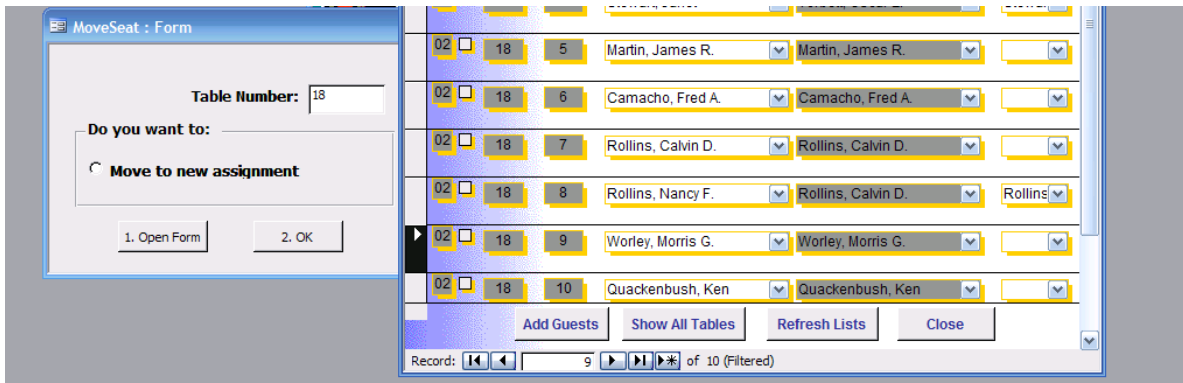 MoveSeat : Form
Table Number: 18
Do you want to:
Move to new assignment
1. Open Form 2. OK
02 18 5 Martin, James R. Martin, James R.
02 18 6 Camacho, Fred A. Camacho, Fred A.
02 18 7 Rollins, Calvin D. Rollins, Calvin D.
02 18 8 Rollins, Nancy F. Rollins, Calvin D. Rollins
02 18 9 Worley, Morris G. Worley, Morris G.
02 18 10 Quackenbush, Ken Quackenbush, Ken
Add Guests Show All Tables Refresh Lists Close
Record: 9 of 10 (Filtered)